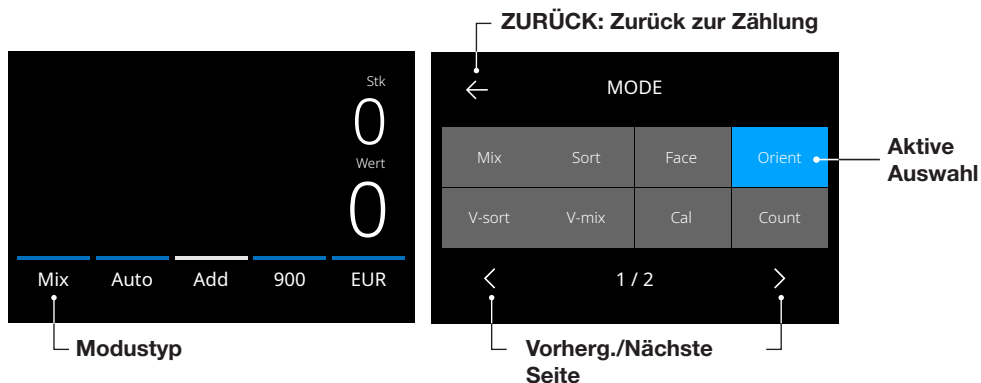 ZURÜCK: Zurück zur Zählung
Stk
0
Wert
0
Mix Auto Add 900 EUR
Modustyp
MODE
Mix Sort Face Orient
V-sort V-mix Cal Count
1 / 2
Aktive
Auswahl
Vorherg./Nächste
Seite